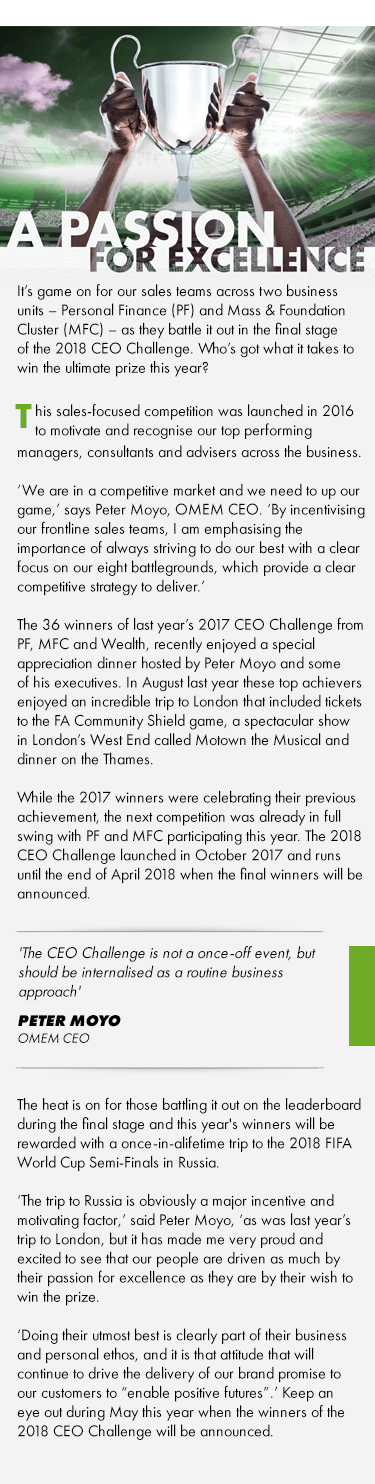 A PASSION
FOR EXCELLENCE
It's game on for our sales teams across two business
units – Personal Finance (PF) and Mass & Foundation
Cluster (MFC) – as they battle it out in the final stage
of the 2018 CEO Challenge. Who's got what it takes to
win the ultimate prize this year?
This sales-focused competition was launched in 2016
to motivate and recognise our top performing
managers, consultants and advisers across the business.
'We are in a competitive market and we need to up our
game,' says Peter Moyo, OMEM CEO. 'By incentivising
our frontline sales teams, I am emphasising the
importance of always striving to do our best with a clear
focus on our eight battlegrounds, which provide a clear
competitive strategy to deliver.'
The 36 winners of last year's 2017 CEO Challenge from
PF, MFC and Wealth, recently enjoyed a special
appreciation dinner hosted by Peter Moyo and some
of his executives. In August last year these top achievers
enjoyed an incredible trip to London that included tickets
to the FA Community Shield game, a spectacular show
in London's West End called Motown the Musical and
dinner on the Thames.
While the 2017 winners were celebrating their previous
achievement, the next competition was already in full
swing with PF and MFC participating this year. The 2018
CEO Challenge launched in October 2017 and runs
until the end of April 2018 when the final winners will be
announced.
'The CEO Challenge is not a once-off event, but
should be internalised as a routine business
approach'
PETER MOYO
OMEM CEO
The heat is on for those battling it out on the leaderboard
during the final stage and this year's winners will be
rewarded with a once-in-alifetime trip to the 2018 FIFA
World Cup Semi-Finals in Russia.
'The trip to Russia is obviously a major incentive and
motivating factor,' said Peter Moyo, 'as was last year's
trip to London, but it has made me very proud and
excited to see that our people are driven as much by
their passion for excellence as they are by their wish to
win the prize.
'Doing their utmost best is clearly part of their business
and personal ethos, and it is that attitude that will
continue to drive the delivery of our brand promise to
our customers to "enable positive futures".' Keep an
eye out during May this year when the winners of the
2018 CEO Challenge will be announced.